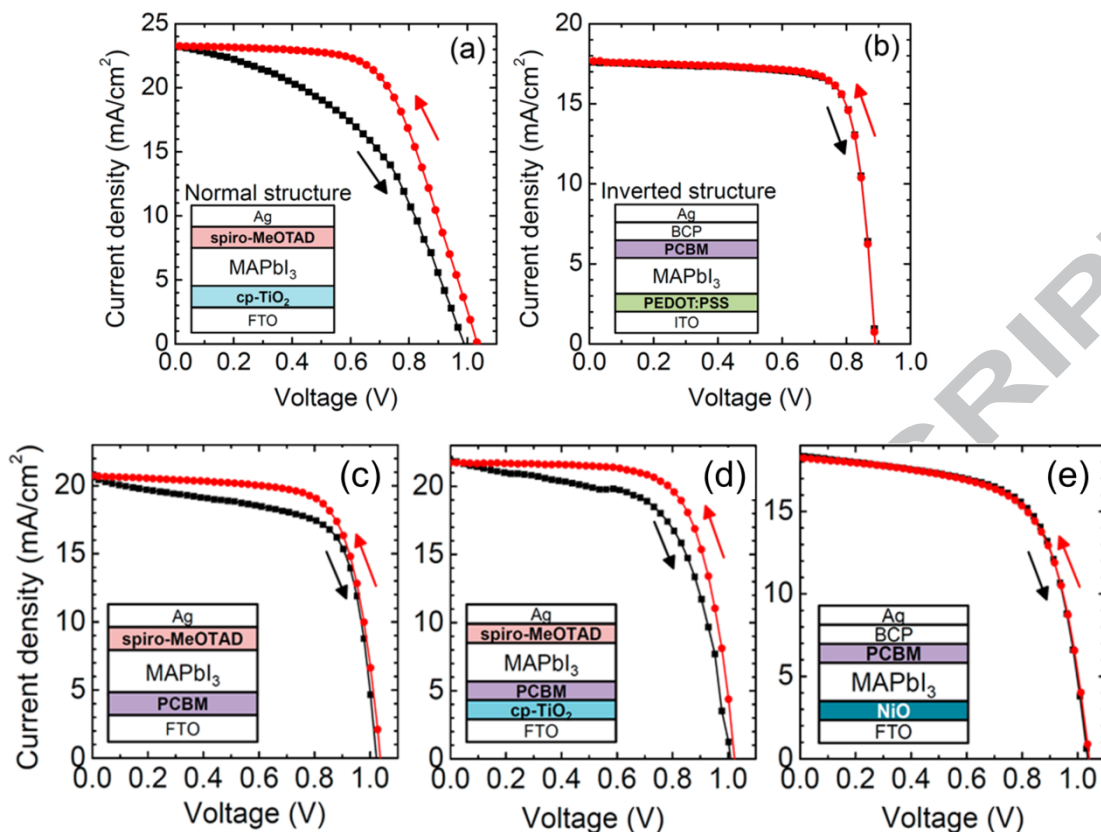 (a)
Current density (mA/cm²)
25
20
15
10
5
0
0.0 0.2 0.4 0.6 0.8 1.0
Voltage (V)
Normal structure
Ag
spiro-MeOTAD
MAPbI₃
cp-TiO₂
FTO
(b)
Current density (mA/cm²)
20
15
10
5
0
0.0 0.2 0.4 0.6 0.8 1.0
Voltage (V)
Inverted structure
Ag
BCP
PCBM
MAPbI₃
PEDOT:PSS
ITO
(c)
Current density (mA/cm²)
20
15
10
5
0
0.0 0.2 0.4 0.6 0.8 1.0
Voltage (V)
Ag
spiro-MeOTAD
MAPbI₃
PCBM
FTO
(d)
20
15
10
5
0
0.0 0.2 0.4 0.6 0.8 1.0
Voltage (V)
Ag
spiro-MeOTAD
MAPbI₃
PCBM
cp-TiO₂
FTO
(e)
15
10
5
0
0.0 0.2 0.4 0.6 0.8 1.0
Voltage (V)
Ag
BCP
PCBM
MAPbI₃
NiO
FTO